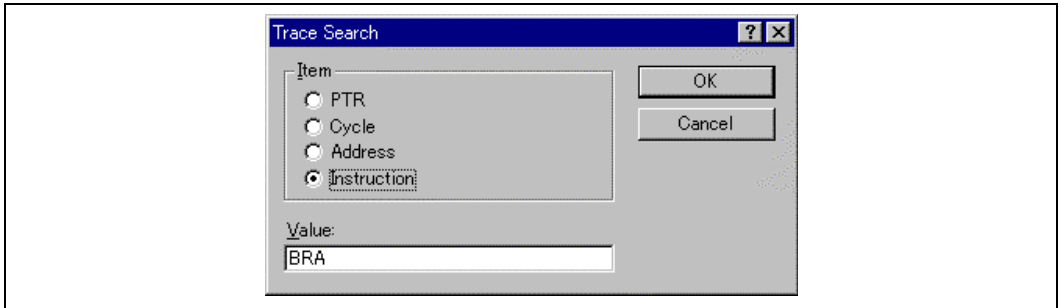 Trace Search
Item
PTR
Cycle
Address
Instruction
OK
Cancel
Value:
BRA